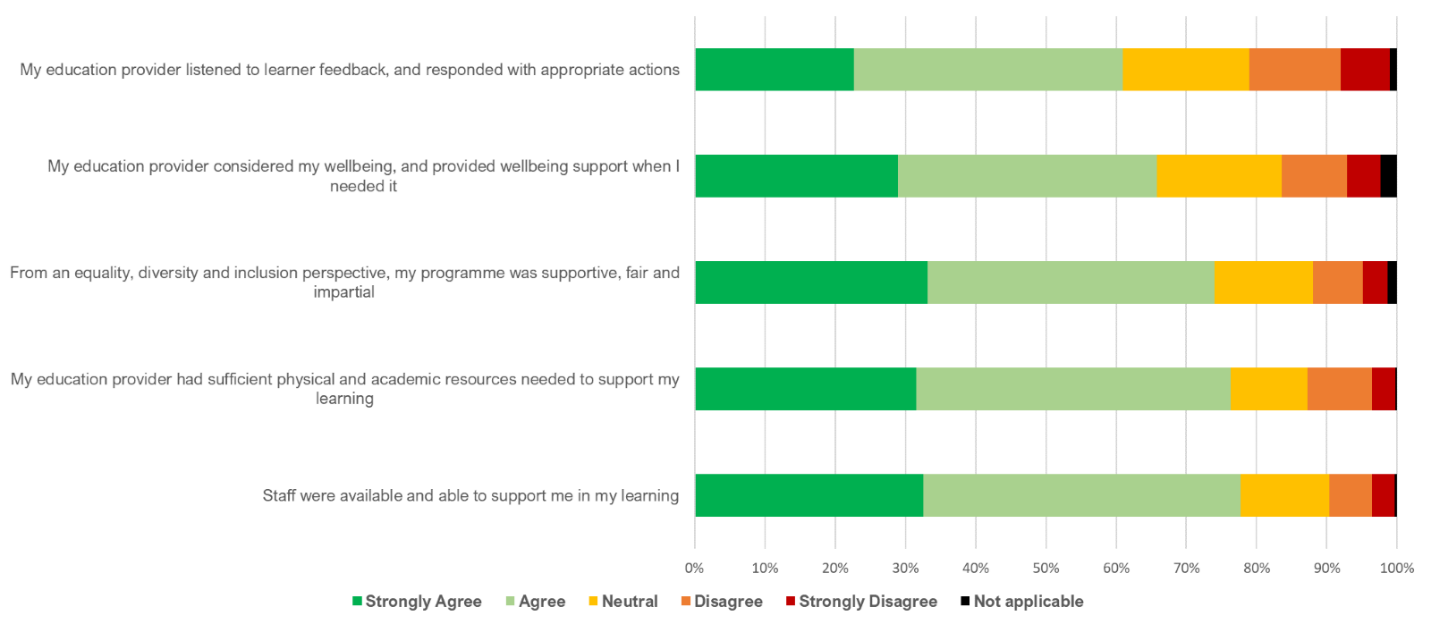 My education provider listened to learner feedback, and responded with appropriate actions
My education provider considered my wellbeing, and provided wellbeing support when I
needed it
From an equality, diversity and inclusion perspective, my programme was supportive, fair and
impartial
My education provider had sufficient physical and academic resources needed to support my
learning
Staff were available and able to support me in my learning
0% 10% 20% 30% 40% 50% 60% 70% 80% 90% 100%
Strongly Agree Agree Neutral Disagree Strongly Disagree Not applicable